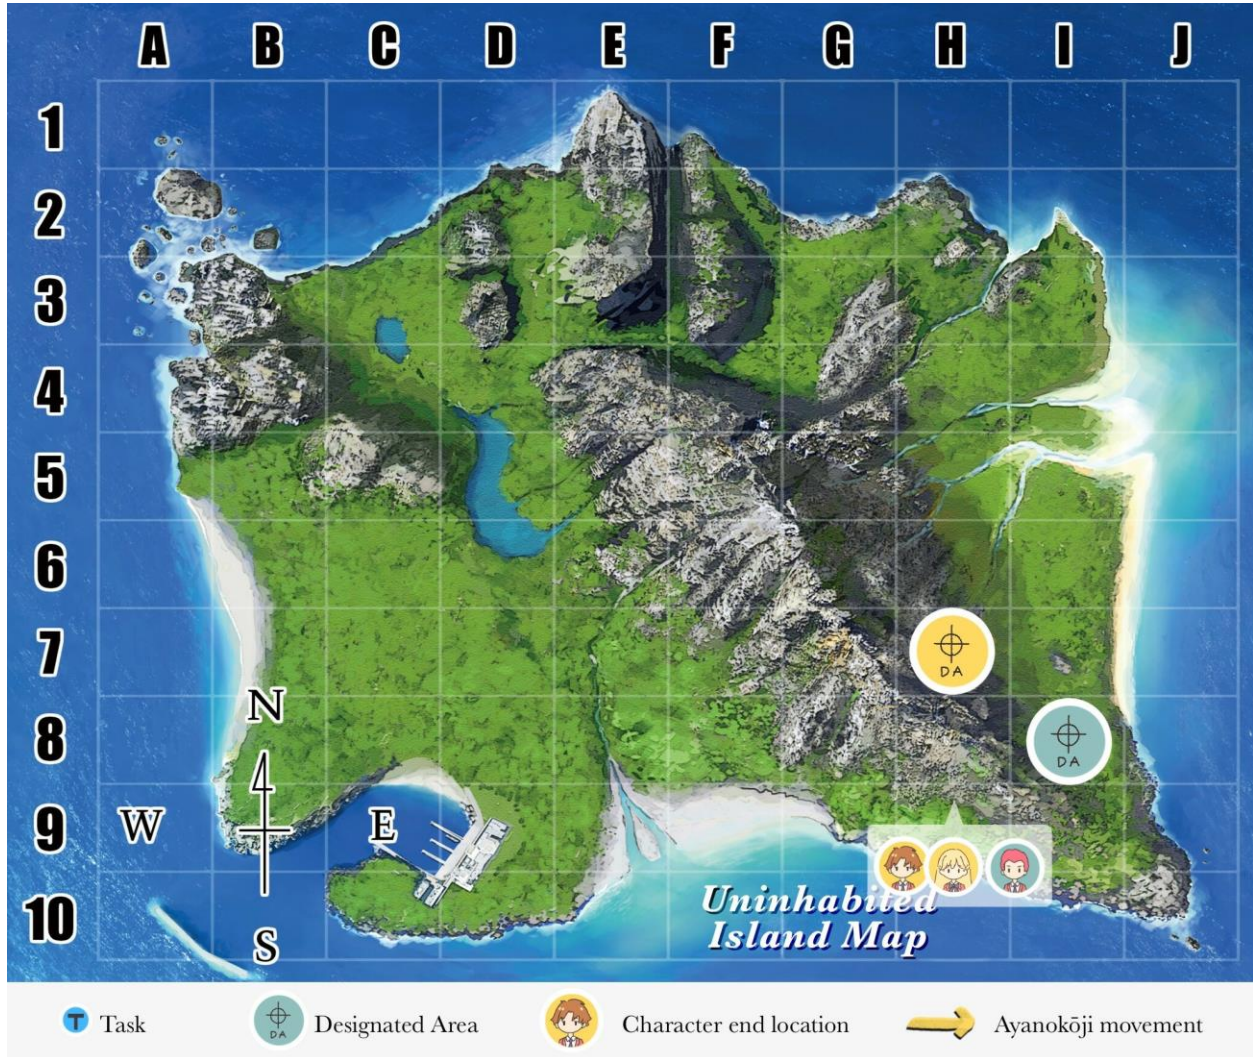 A B C D E F G H I J
1
2
3
4
5
6
7
DA
N
8
DA
9
W
E
10
Uninhabited
Island Map
S
T Task
DA Designated Area
Character end location
Ayanokōji movement